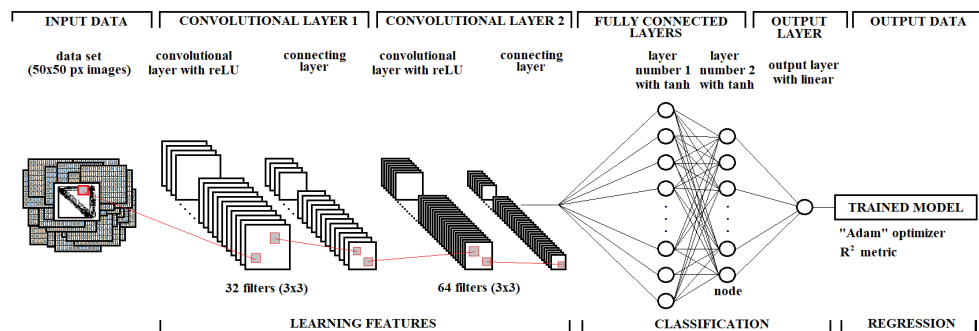 INPUT DATA
CONVOLUTIONAL LAYER 1
CONVOLUTIONAL LAYER 2
FULLY CONNECTED
LAYERS
OUTPUT
LAYER
OUTPUT DATA
data set
(50x50 px images)
convolutional
layer with reLU
connecting
layer
convolutional
layer with reLU
connecting
layer
layer
number 1
with tanh
layer
number 2
with tanh
output layer
with linear
TRAINED MODEL
"Adam" optimizer
R² metric
32 filters (3x3)
64 filters (3x3)
node
LEARNING FEATURES
CLASSIFICATION
REGRESSION